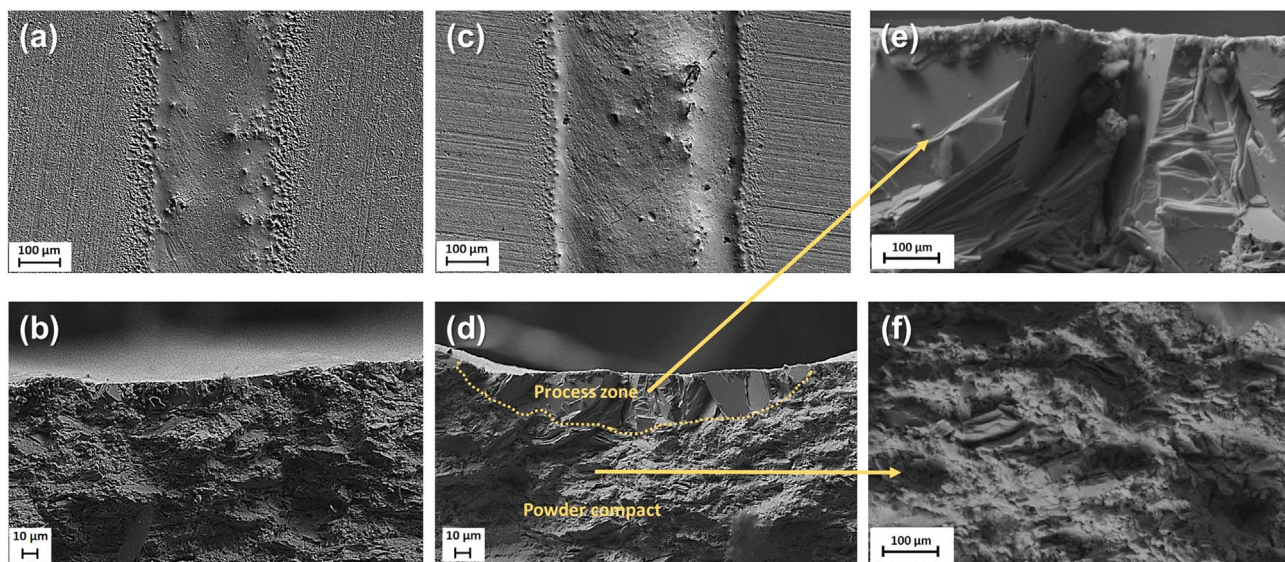 (a)
100 µm
(c)
100 µm
(e)
100 µm
(b)
10 µm
(d)
Process zone
Powder compact
10 µm
(f)
100 µm